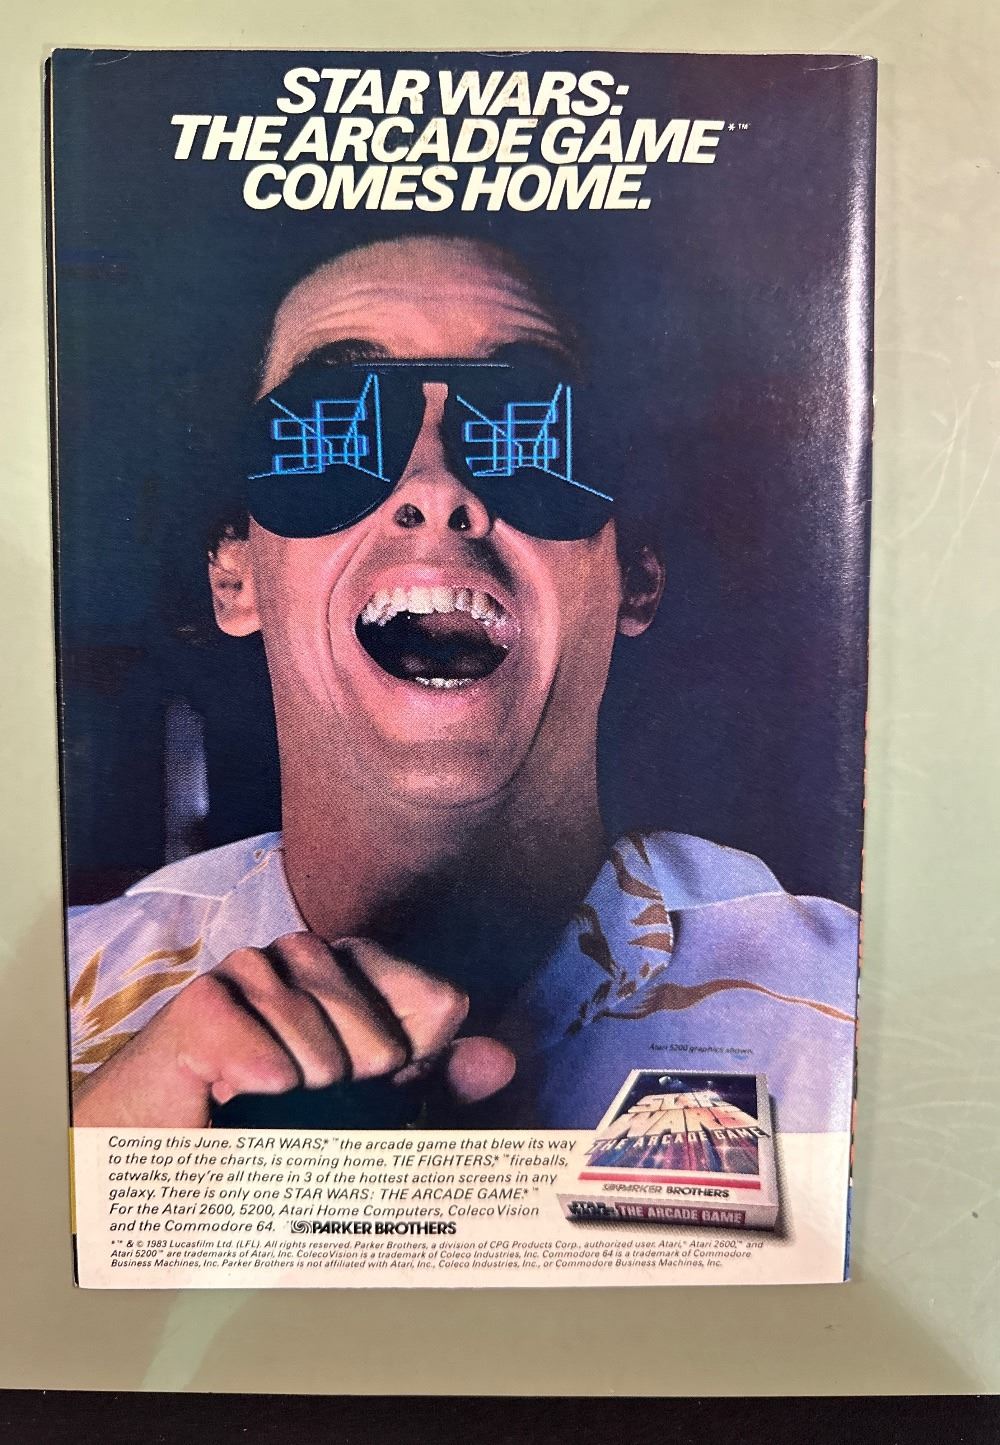 STAR WARS:
THE ARCADE GAME*™
COMES HOME.
Atari 5200 graphics shown.
STAR
WARS
THE ARCADE GAME
PARKER BROTHERS
STAR WARS THE ARCADE GAME
Coming this June. STAR WARS,*™ the arcade game that blew its way
to the top of the charts, is coming home. TIE FIGHTERS,*™ fireballs,
catwalks, they're all there in 3 of the hottest action screens in any
galaxy. There is only one STAR WARS: THE ARCADE GAME.*™
For the Atari 2600, 5200, Atari Home Computers, ColecoVision
and the Commodore 64. PARKER BROTHERS
*™ & © 1983 Lucasfilm Ltd. (LFL). All rights reserved. Parker Brothers, a division of CPG Products Corp., authorized user. Atari,® Atari 2600,™ and
Atari 5200™ are trademarks of Atari, Inc. ColecoVision is a trademark of Coleco Industries, Inc. Commodore 64 is a trademark of Commodore
Business Machines, Inc. Parker Brothers is not affiliated with Atari, Inc., Coleco Industries, Inc., or Commodore Business Machines, Inc.